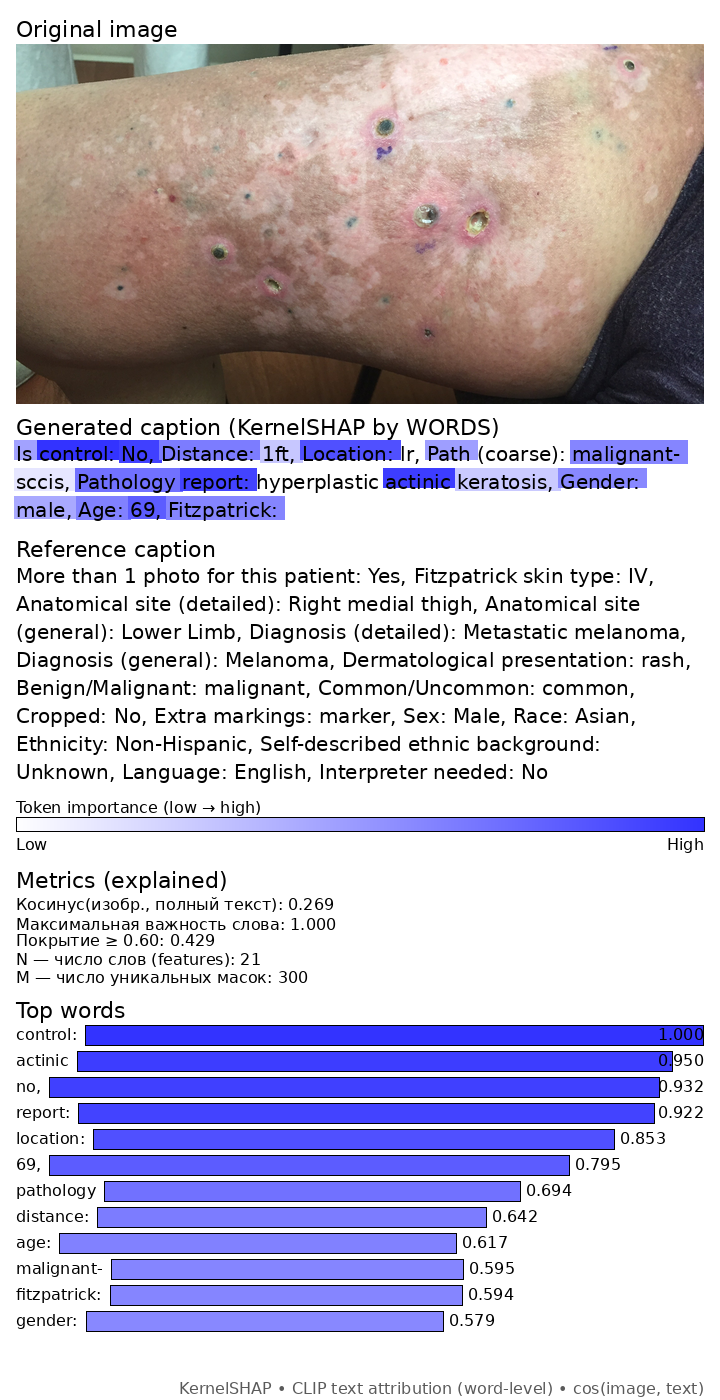 Original image
Generated caption (KernelSHAP by WORDS)
Is control: No, Distance: 1ft, Location: lr, Path (coarse): malignant-
sccis, Pathology report: hyperplastic actinic keratosis, Gender:
male, Age: 69, Fitzpatrick:
Reference caption
More than 1 photo for this patient: Yes, Fitzpatrick skin type: IV,
Anatomical site (detailed): Right medial thigh, Anatomical site
(general): Lower Limb, Diagnosis (detailed): Metastatic melanoma,
Diagnosis (general): Melanoma, Dermatological presentation: rash,
Benign/Malignant: malignant, Common/Uncommon: common,
Cropped: No, Extra markings: marker, Sex: Male, Race: Asian,
Ethnicity: Non-Hispanic, Self-described ethnic background:
Unknown, Language: English, Interpreter needed: No
Token importance (low → high)
Low High
Metrics (explained)
Косинус(изобр., полный текст): 0.269
Максимальная важность слова: 1.000
Покрытие ≥ 0.60: 0.429
N — число слов (features): 21
M — число уникальных масок: 300
Top words
control: 1.000
actinic 0.950
no, 0.932
report: 0.922
location: 0.853
69, 0.795
pathology 0.694
distance: 0.642
age: 0.617
malignant- 0.595
fitzpatrick: 0.594
gender: 0.579
KernelSHAP • CLIP text attribution (word-level) • cos(image, text)